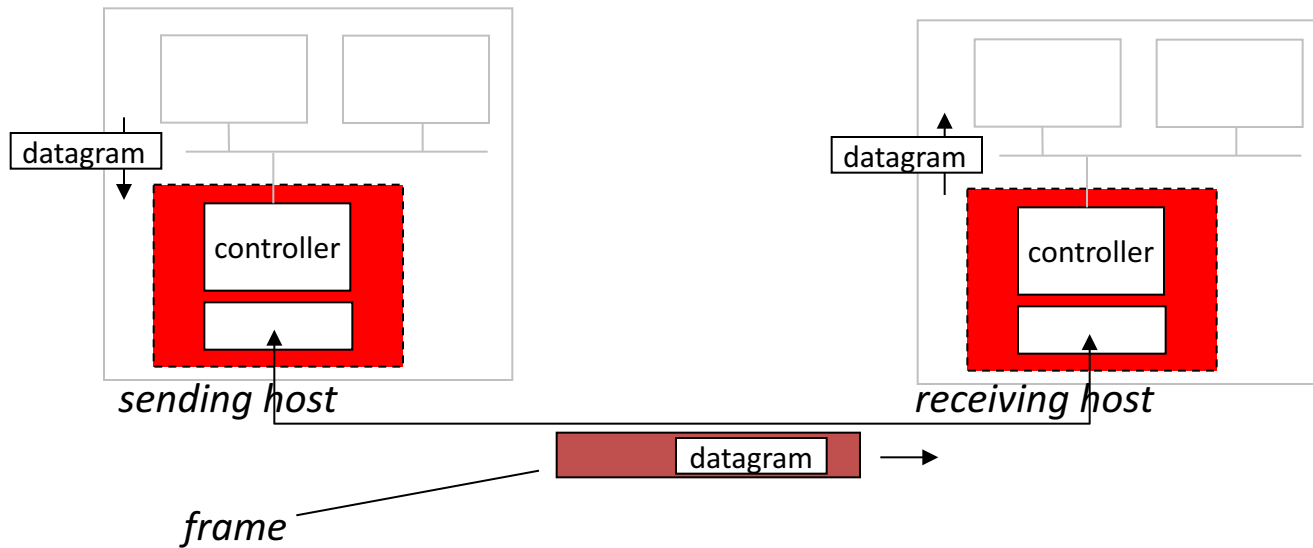 datagram
datagram
controller
controller
sending host
receiving host
datagram
frame